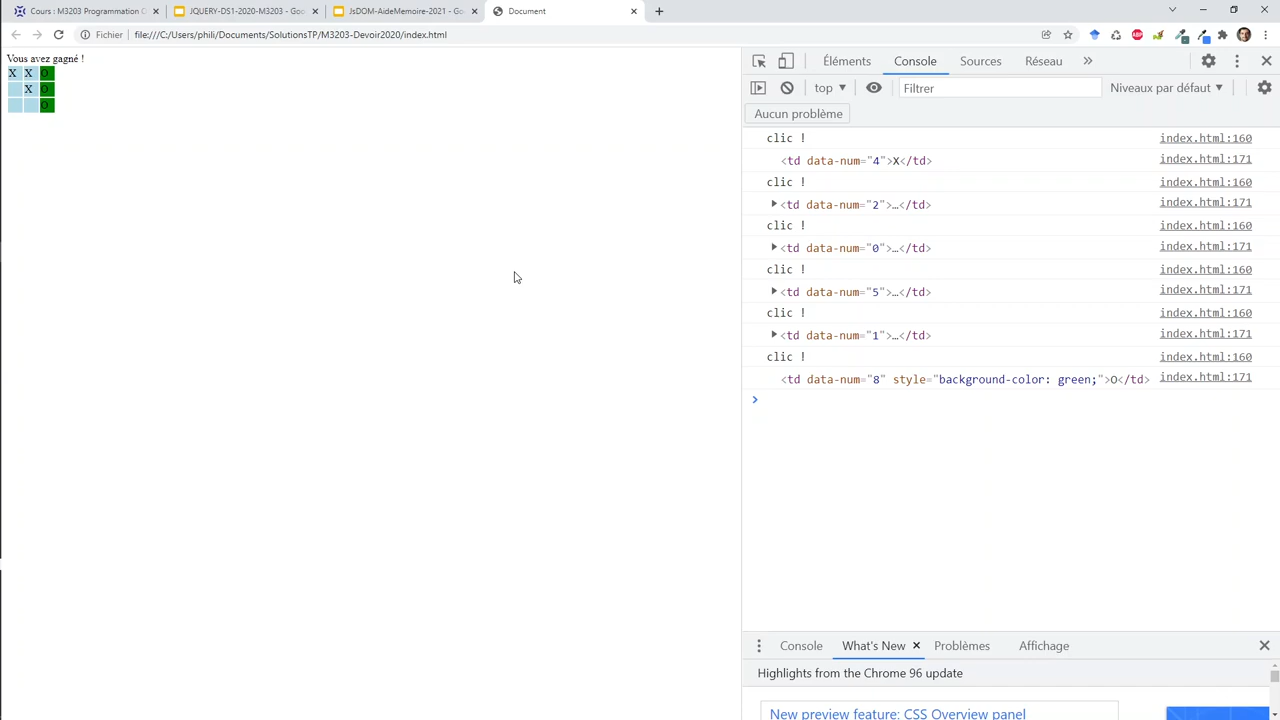 Cours : M3203 Programmation C
JQUERY-DS1-2020-M3203 - Goo
JsDOM-AideMemoire-2021 - Go
Document
Fichier
file:///C:/Users/phili/Documents/SolutionsTP/M3203-Devoir2020/index.html
Vous avez gagné !
X X O
X O
O
Éléments Console Sources Réseau »
top Filtrer Niveaux par défaut
Aucun problème
clic ! index.html:160
<td data-num="4">X</td> index.html:171
clic ! index.html:160
<td data-num="2">…</td> index.html:171
clic ! index.html:160
<td data-num="0">…</td> index.html:171
clic ! index.html:160
<td data-num="5">…</td> index.html:171
clic ! index.html:160
<td data-num="1">…</td> index.html:171
clic ! index.html:160
<td data-num="8" style="background-color: green;">O</td> index.html:171
Console What's New Problèmes Affichage
Highlights from the Chrome 96 update
New preview feature: CSS Overview panel